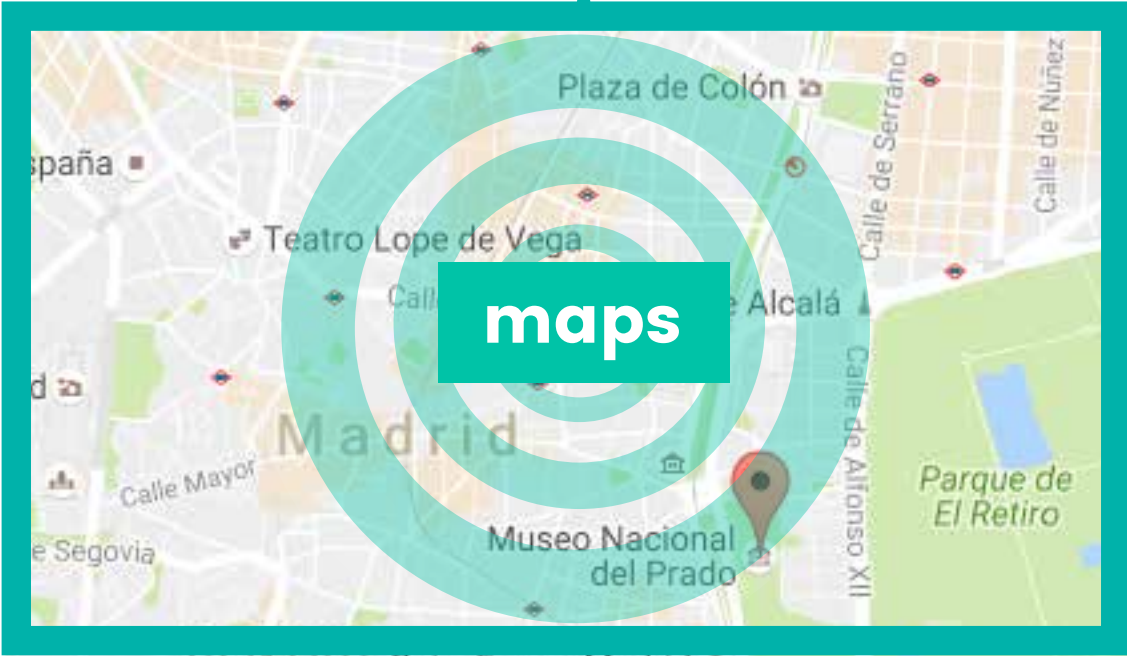 Plaza de Colón
Calle de Serrano
Calle de Núñez
spaña
Teatro Lope de Vega
Call
maps
e Alcalá
d
Madrid
Calle Mayor
Calle de Alfonso XII
Parque de
El Retiro
Museo Nacional
del Prado
e Segovia